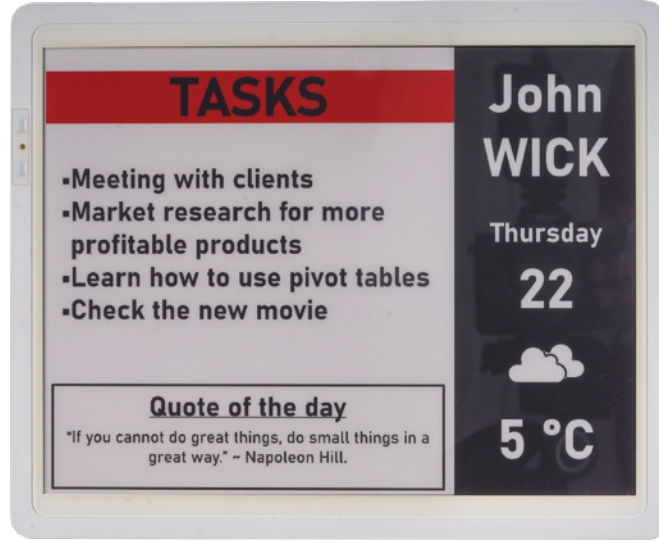 TASKS
▪Meeting with clients
▪Market research for more
profitable products
▪Learn how to use pivot tables
▪Check the new movie
Quote of the day
"If you cannot do great things, do small things in a
great way." ~ Napoleon Hill.
John
WICK
Thursday
22
5 °C